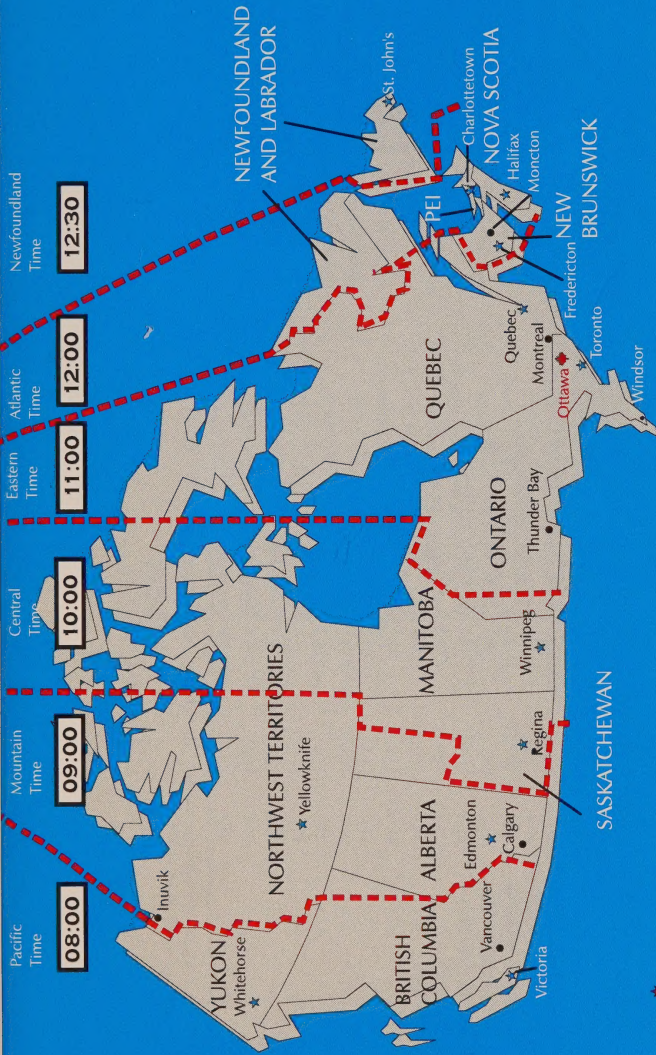 Pacific
Time
08:00
Mountain
Time
09:00
Central
Time
10:00
Eastern
Time
11:00
Atlantic
Time
12:00
Newfoundland
Time
12:30
NEWFOUNDLAND
AND LABRADOR
St. John's
Inuvik
YUKON
Whitehorse
NORTHWEST TERRITORIES
Yellowknife
BRITISH
COLUMBIA
Vancouver
Victoria
ALBERTA
Edmonton
Calgary
SASKATCHEWAN
Regina
MANITOBA
Winnipeg
ONTARIO
Thunder Bay
Ottawa
Toronto
Windsor
QUEBEC
Quebec
Montreal
PEI
Charlottetown
NOVA SCOTIA
Halifax
Moncton
NEW
BRUNSWICK
Fredericton